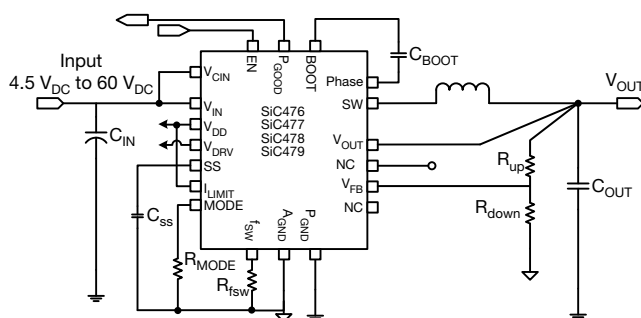 Input
4.5 VDC to 60 VDC
CIN
EN
PGOOD
BOOT
CBOOT
VCIN
VIN
VDD
VDRV
SS
ILIMIT
MODE
SiC476
SiC477
SiC478
SiC479
Phase
SW
VOUT
NC
VFB
NC
fSW
AGND
PGND
Css
RMODE
Rfsw
VOUT
Rup
Rdown
COUT